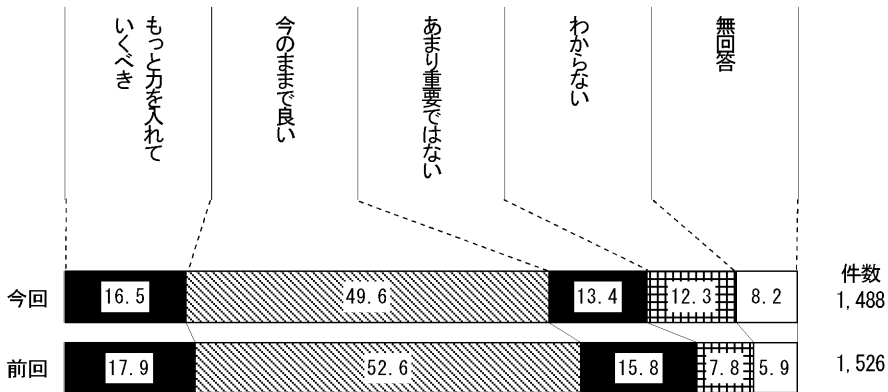 もっと力を入れて
いくべき
今のままで良い
あまり重要ではない
わからない
無回答
件数
今回 16.5 49.6 13.4 12.3 8.2 1,488
前回 17.9 52.6 15.8 7.8 5.9 1,526